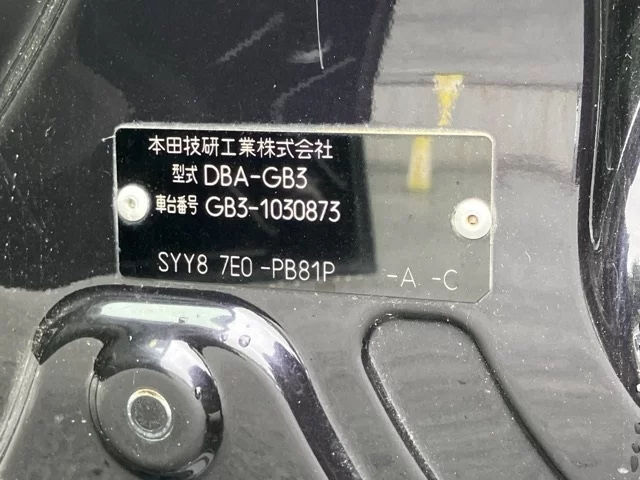 本田技研工業株式会社
型式 DBA-GB3
車台番号 GB3-1030873
SYY8 7E0 -PB81P -A -C